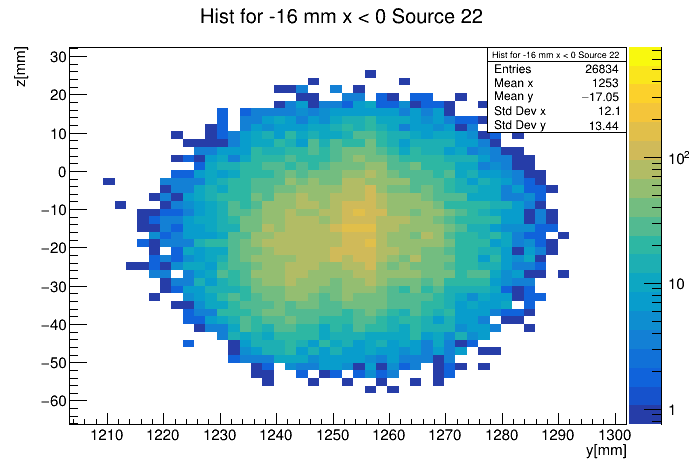 Hist for -16 mm x < 0 Source 22
z[mm]
Hist for -16 mm x < 0 Source 22
Entries 26834
Mean x 1253
Mean y −17.05
Std Dev x 12.1
Std Dev y 13.44
30
20
10
0
−10
−20
−30
−40
−50
−60
10²
10
1
1210 1220 1230 1240 1250 1260 1270 1280 1290 1300
y[mm]